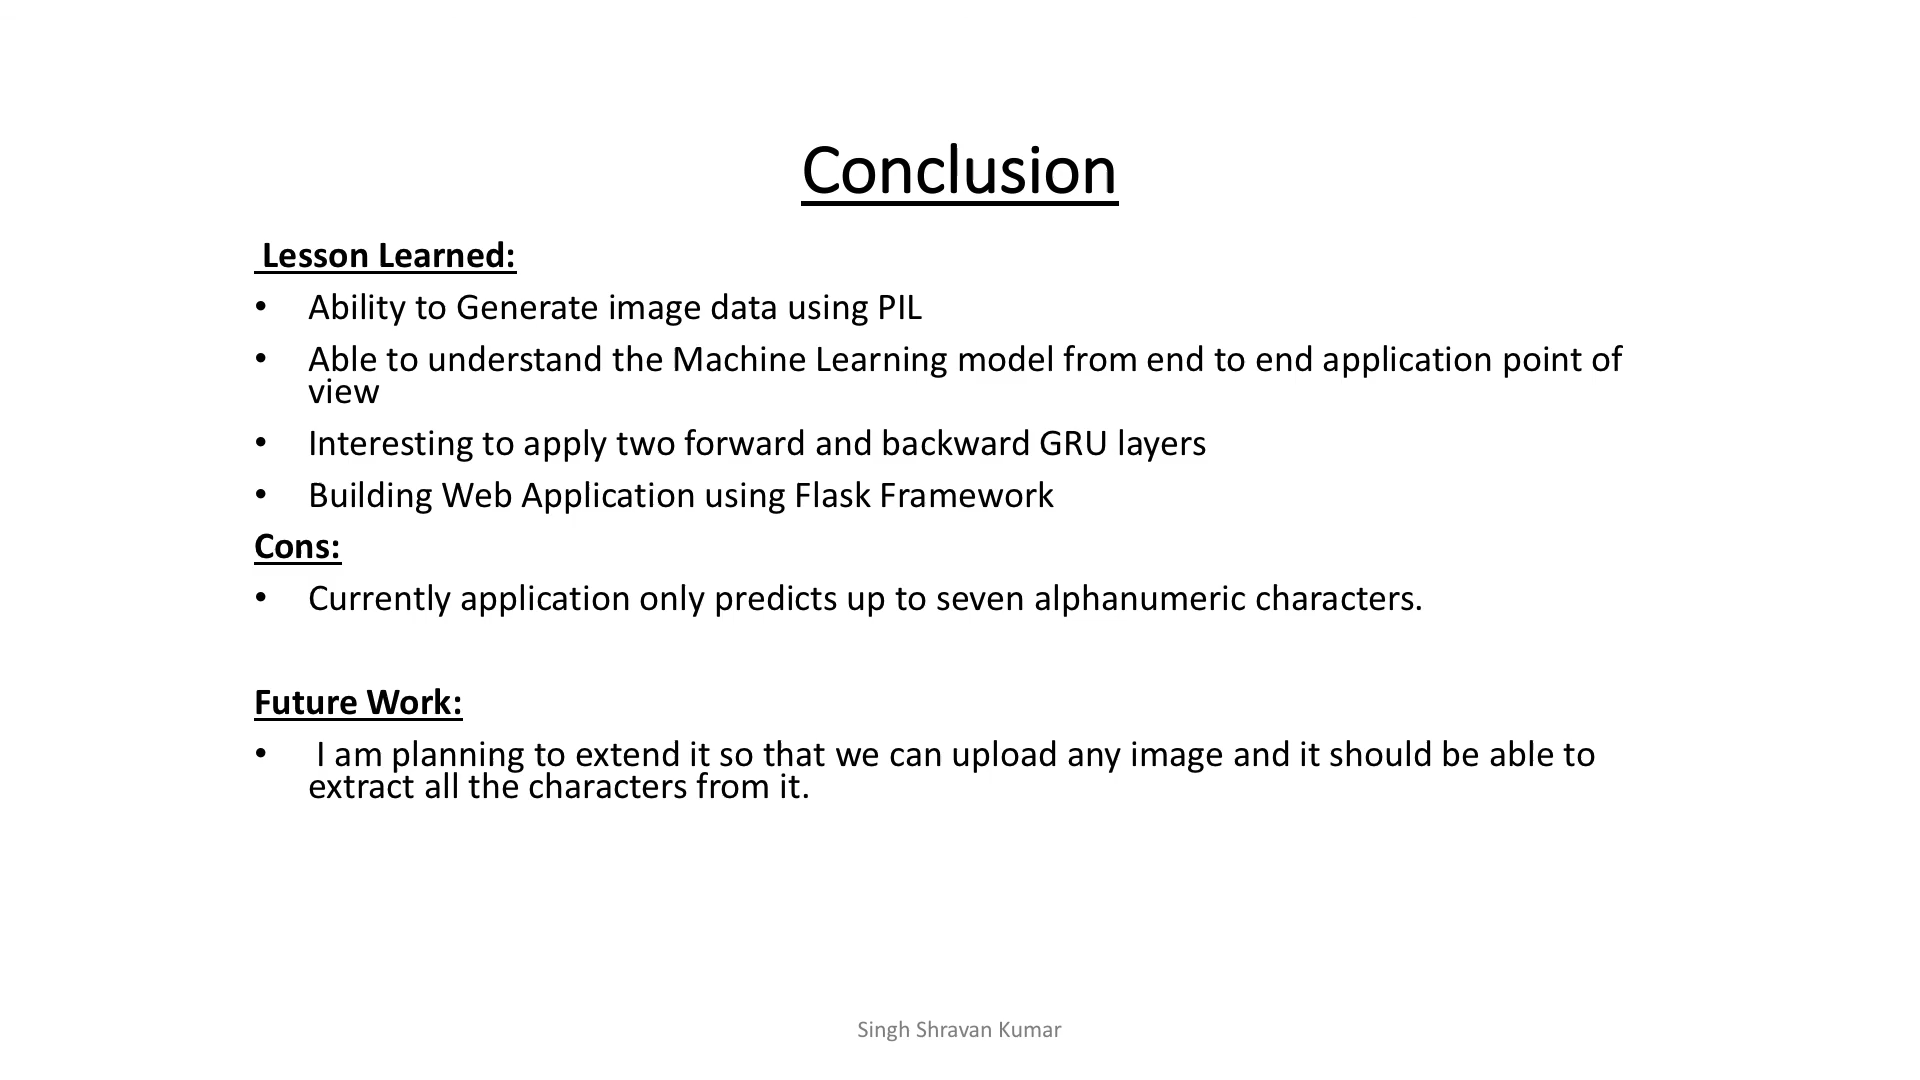 Conclusion
Lesson Learned:
• Ability to Generate image data using PIL
• Able to understand the Machine Learning model from end to end application point of
view
• Interesting to apply two forward and backward GRU layers
• Building Web Application using Flask Framework
Cons:
• Currently application only predicts up to seven alphanumeric characters.
Future Work:
• I am planning to extend it so that we can upload any image and it should be able to
extract all the characters from it.
Singh Shravan Kumar